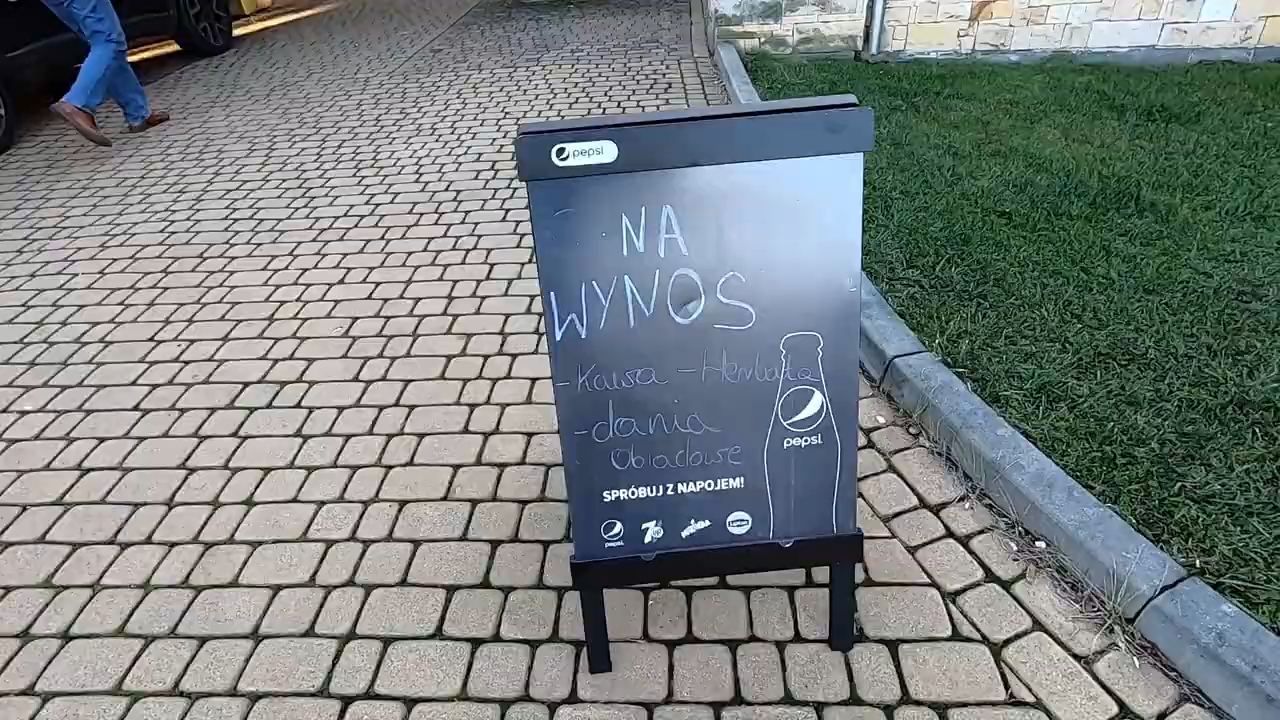 pepsi
NA
WYNOS
-Kawa -Herbata
-dania
Obiadowe
pepsi
SPRÓBUJ Z NAPOJEM!
pepsi 7UP Mirinda Lipton